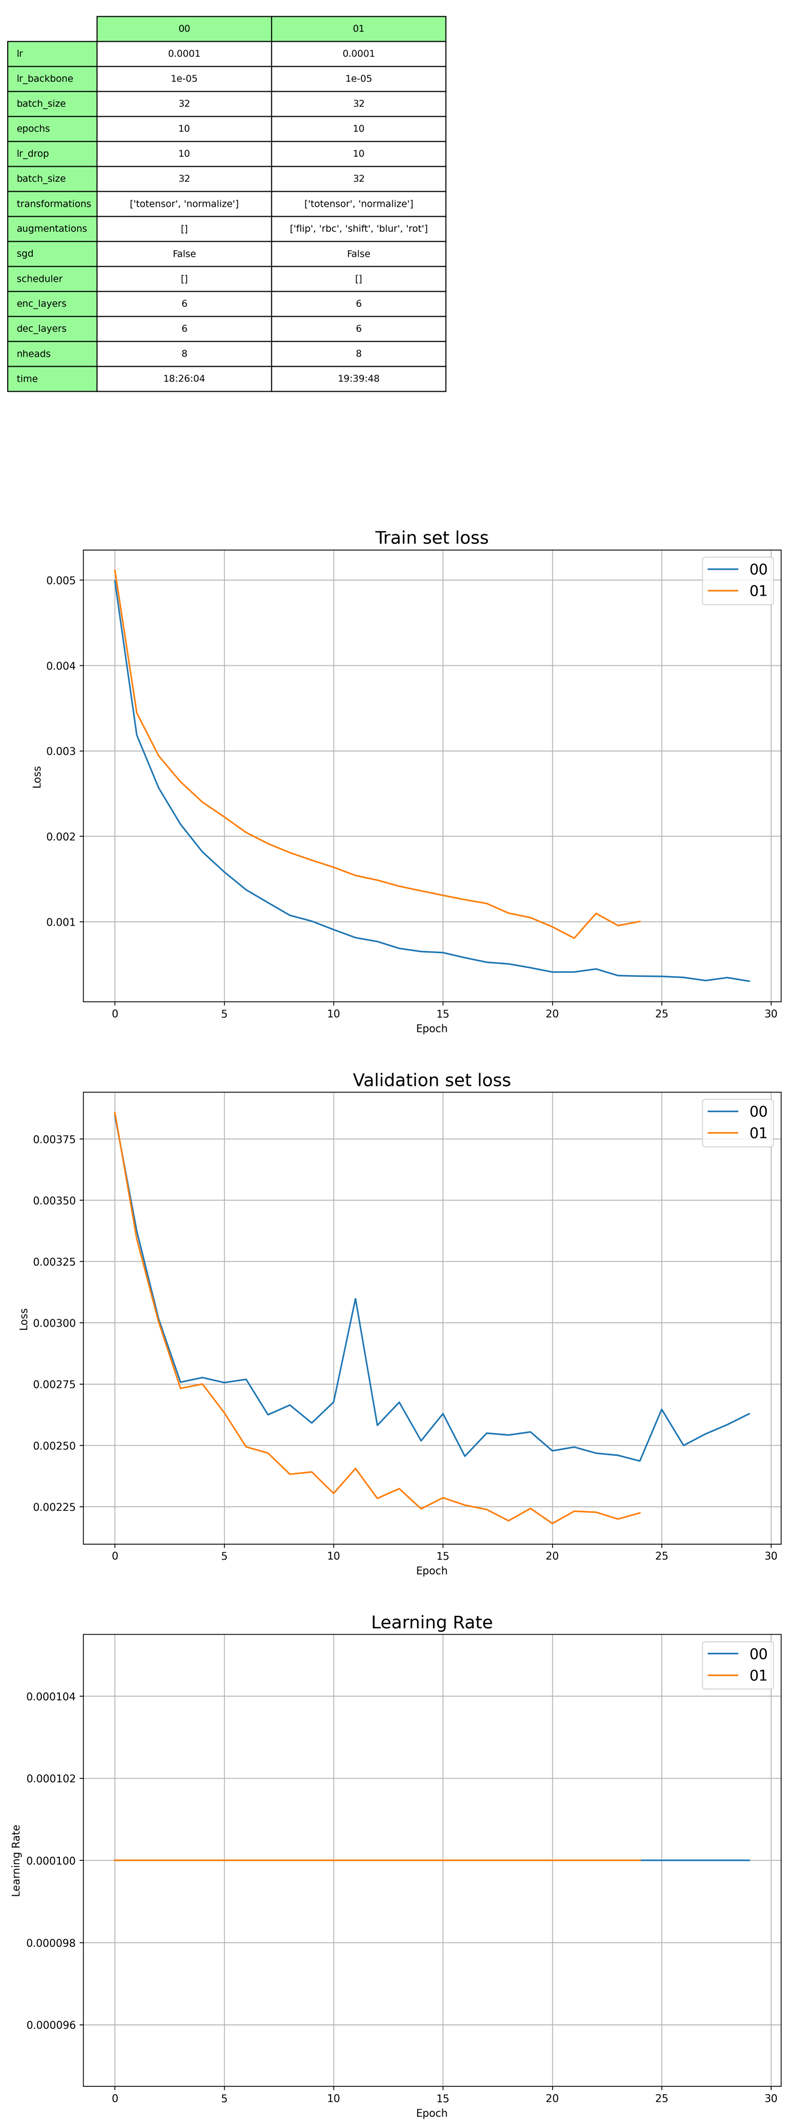 00 01
lr 0.0001 0.0001
lr_backbone 1e-05 1e-05
batch_size 32 32
epochs 10 10
lr_drop 10 10
batch_size 32 32
transformations ['totensor', 'normalize'] ['totensor', 'normalize']
augmentations [] ['flip', 'rbc', 'shift', 'blur', 'rot']
sgd False False
scheduler [] []
enc_layers 6 6
dec_layers 6 6
nheads 8 8
time 18:26:04 19:39:48
Train set loss
00
01
0.005
0.004
0.003
0.002
0.001
Loss
0 5 10 15 20 25 30
Epoch
Validation set loss
00
01
0.00375
0.00350
0.00325
0.00300
0.00275
0.00250
0.00225
Loss
0 5 10 15 20 25 30
Epoch
Learning Rate
00
01
0.000104
0.000102
0.000100
0.000098
0.000096
Learning Rate
0 5 10 15 20 25 30
Epoch